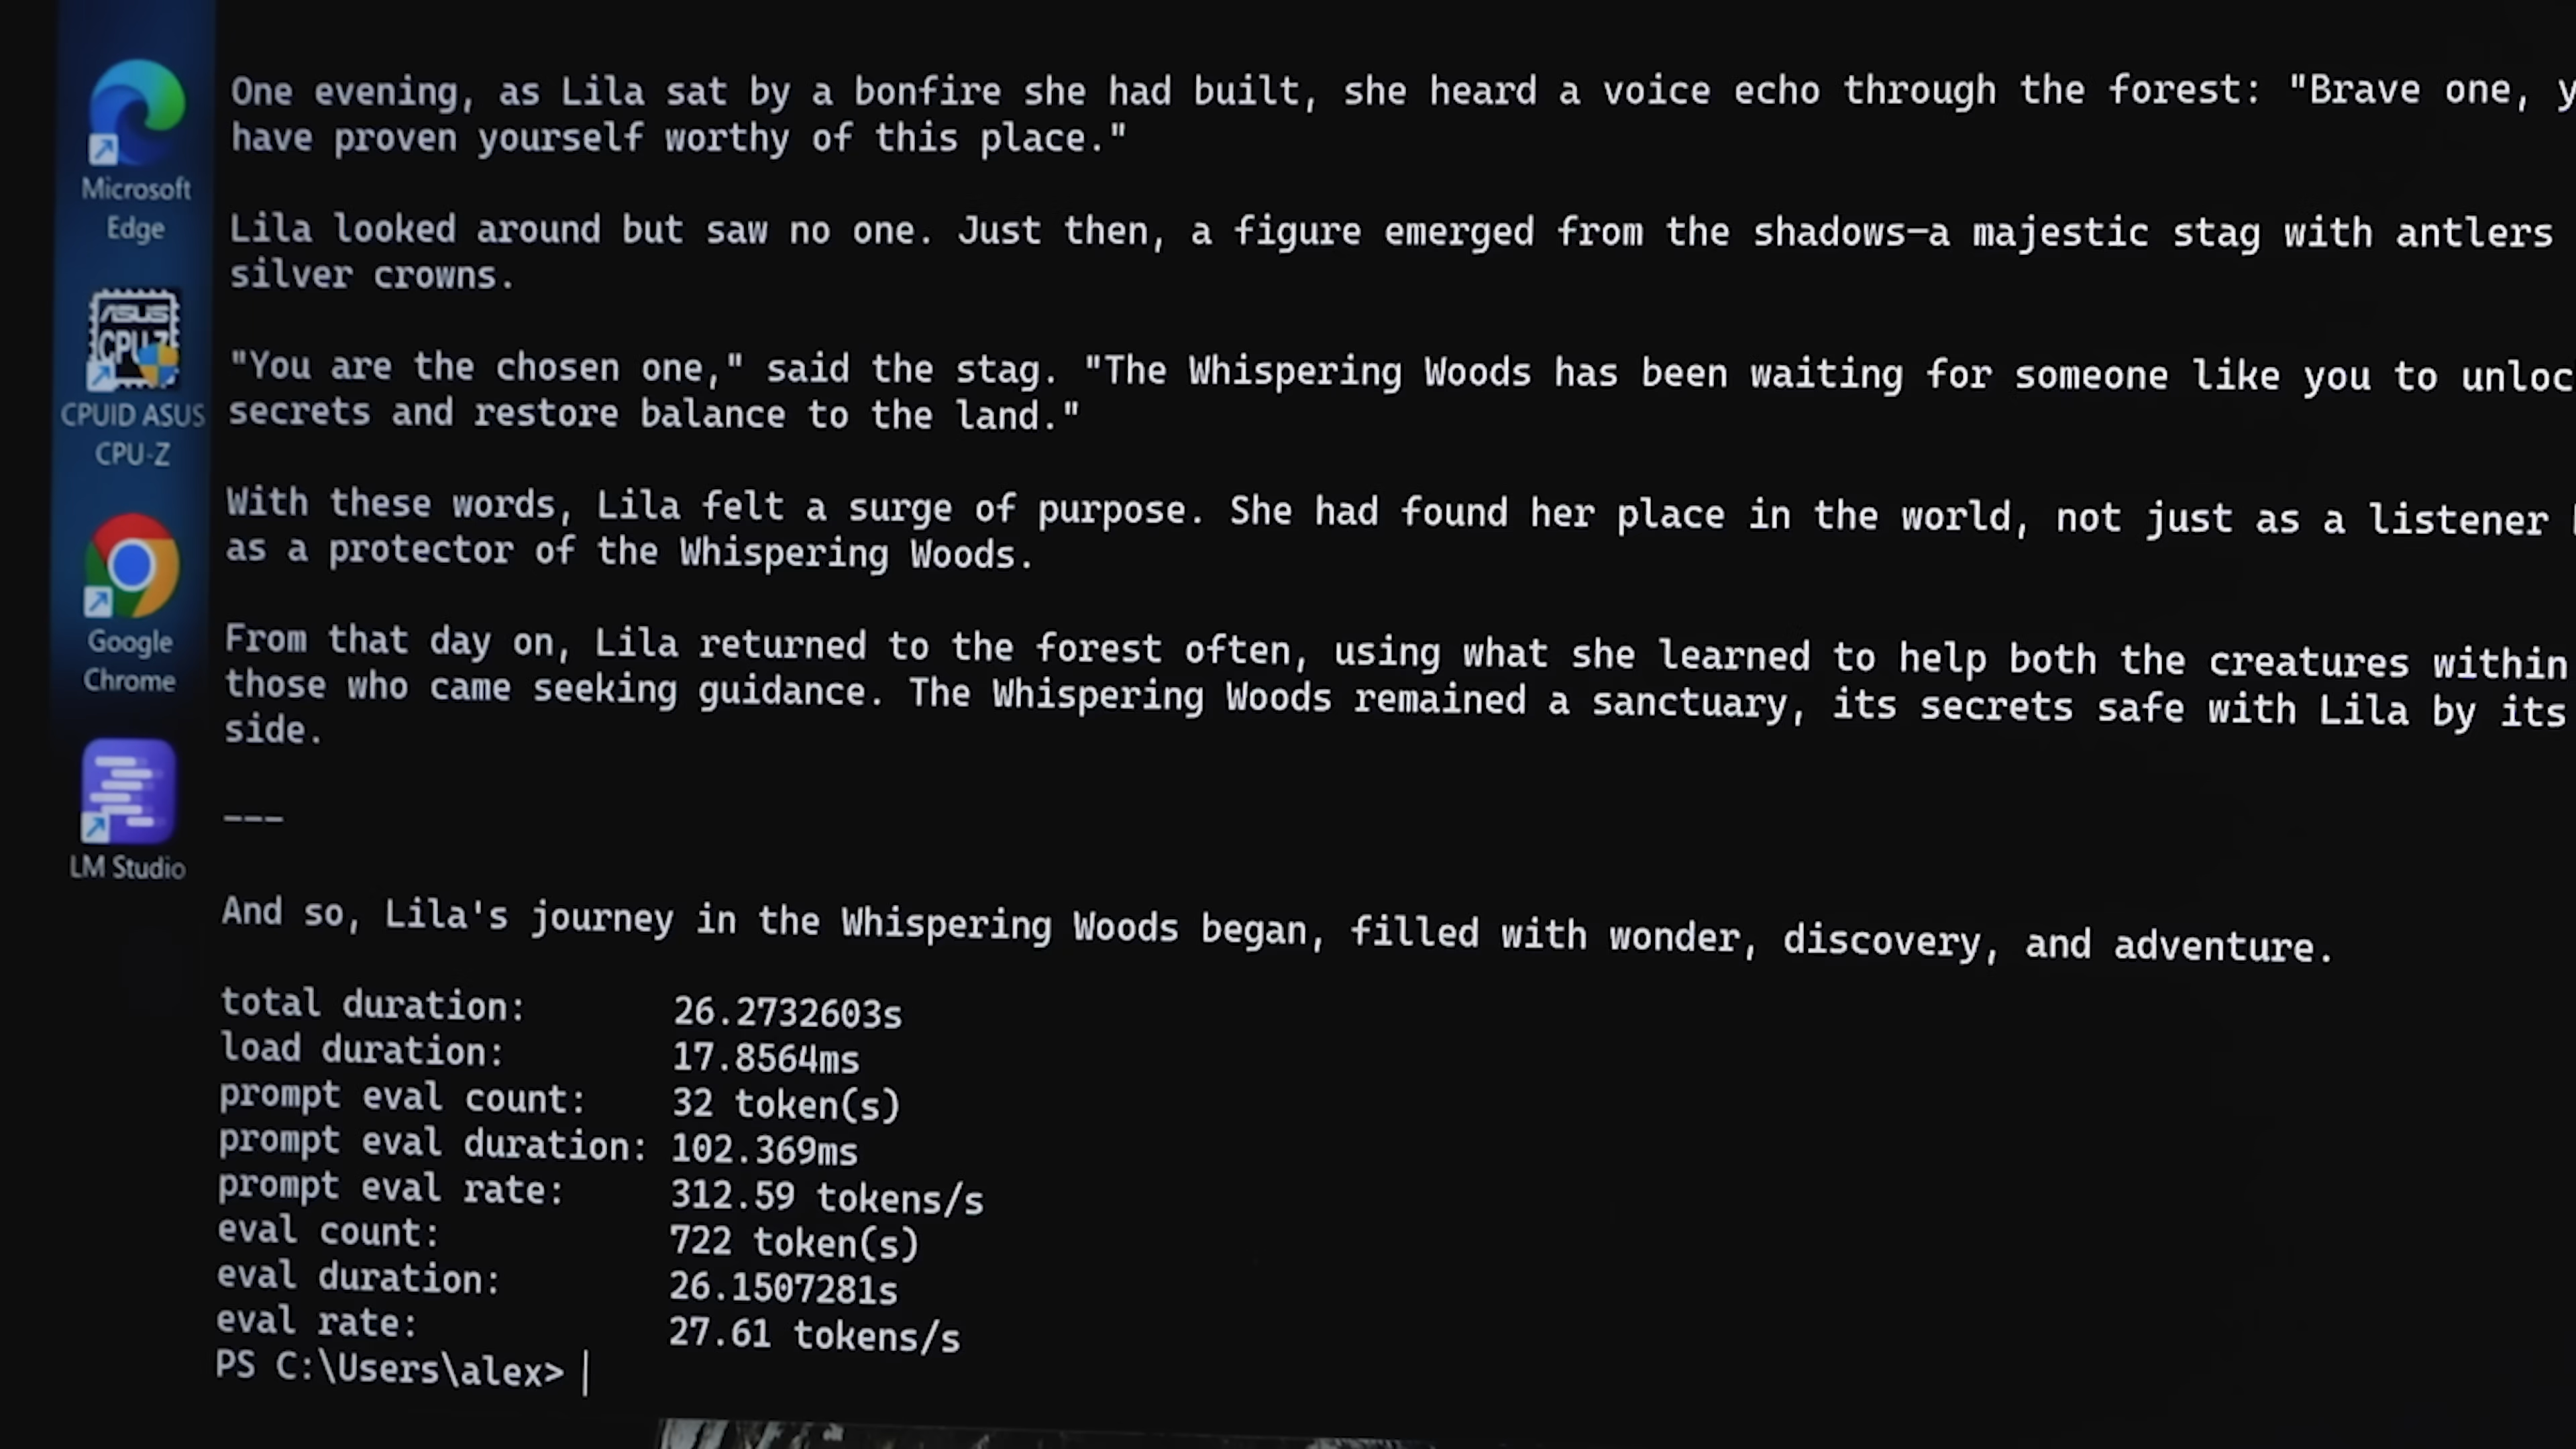 Microsoft
Edge
ASUS
CPU-Z
CPUID ASUS
CPU-Z
Google
Chrome
LM Studio
One evening, as Lila sat by a bonfire she had built, she heard a voice echo through the forest: "Brave one,
have proven yourself worthy of this place."
Lila looked around but saw no one. Just then, a figure emerged from the shadows—a majestic stag with antlers
silver crowns.
"You are the chosen one," said the stag. "The Whispering Woods has been waiting for someone like you to unloc
secrets and restore balance to the land."
With these words, Lila felt a surge of purpose. She had found her place in the world, not just as a listener
as a protector of the Whispering Woods.
From that day on, Lila returned to the forest often, using what she learned to help both the creatures within
those who came seeking guidance. The Whispering Woods remained a sanctuary, its secrets safe with Lila by its
side.
---
And so, Lila's journey in the Whispering Woods began, filled with wonder, discovery, and adventure.
total duration: 26.2732603s
load duration: 17.8564ms
prompt eval count: 32 token(s)
prompt eval duration: 102.369ms
prompt eval rate: 312.59 tokens/s
eval count: 722 token(s)
eval duration: 26.1507281s
eval rate: 27.61 tokens/s
PS C:\Users\alex>